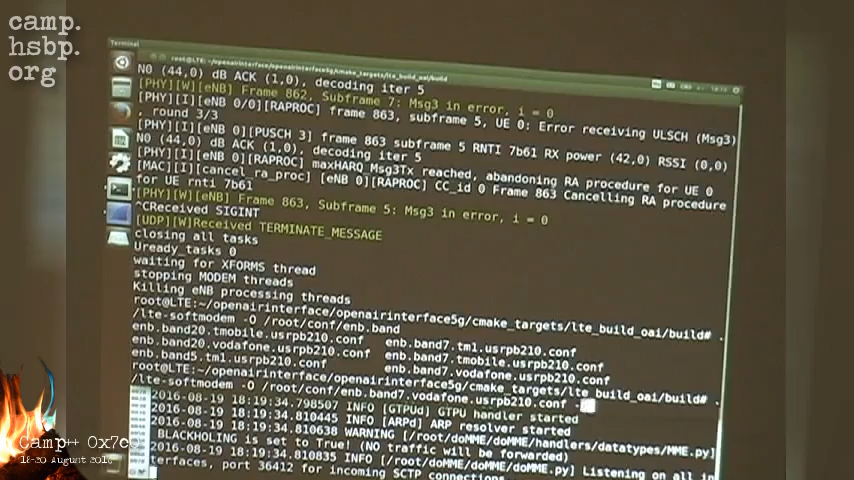 camp.
hsbp.
org
Terminal
root@LTE: ~/openairinterface/openairinterface5g/cmake_targets/lte_build_oai/build
N0 (44,0) dB ACK (1,0), decoding iter 5
[PHY][W][eNB] Frame 862, Subframe 7: Msg3 in error, i = 0
[PHY][I][eNB 0/0][RAPROC] frame 863, subframe 5, UE 0: Error receiving ULSCH (Msg3)
, round 3/3
[PHY][I][eNB 0][PUSCH 3] frame 863 subframe 5 RNTI 7b61 RX power (42,0) RSSI (0,0)
N0 (44,0) dB ACK (1,0), decoding iter 5
[PHY][I][eNB 0][RAPROC] maxHARQ_Msg3Tx reached, abandoning RA procedure for UE 0
[MAC][I][cancel_ra_proc] [eNB 0][RAPROC] CC_id 0 Frame 863 Cancelling RA procedure
for UE rnti 7b61
[PHY][W][eNB] Frame 863, Subframe 5: Msg3 in error, i = 0
^CReceived SIGINT
[UDP][W]Received TERMINATE_MESSAGE
closing all tasks
Uready_tasks 0
waiting for XFORMS thread
stopping MODEM threads
Killing eNB processing threads
root@LTE:~/openairinterface/openairinterface5g/cmake_targets/lte_build_oai/build# .
/lte-softmodem -O /root/conf/enb.band
enb.band20.tmobile.usrpb210.conf enb.band7.tm1.usrpb210.conf
enb.band20.vodafone.usrpb210.conf enb.band7.tmobile.usrpb210.conf
enb.band5.tm1.usrpb210.conf enb.band7.vodafone.usrpb210.conf
root@LTE:~/openairinterface/openairinterface5g/cmake_targets/lte_build_oai/build# .
/lte-softmodem -O /root/conf/enb.band7.vodafone.usrpb210.conf -
2016-08-19 18:19:34.798507 INFO [GTPUd] GTPU handler started
2016-08-19 18:19:34.810445 INFO [ARPd] ARP resolver started
2016-08-19 18:19:34.810638 WARNING [/root/doMME/doMME/handlers/datatypes/MME.py]
BLACKHOLING is set to True! (NO traffic will be forwarded)
2016-08-19 18:19:34.810835 INFO [/root/doMME/doMME/doMME.py] Listening on all in
terfaces, port 36412 for incoming SCTP connections
Camp++ 0x7c0
18-20 August 2016